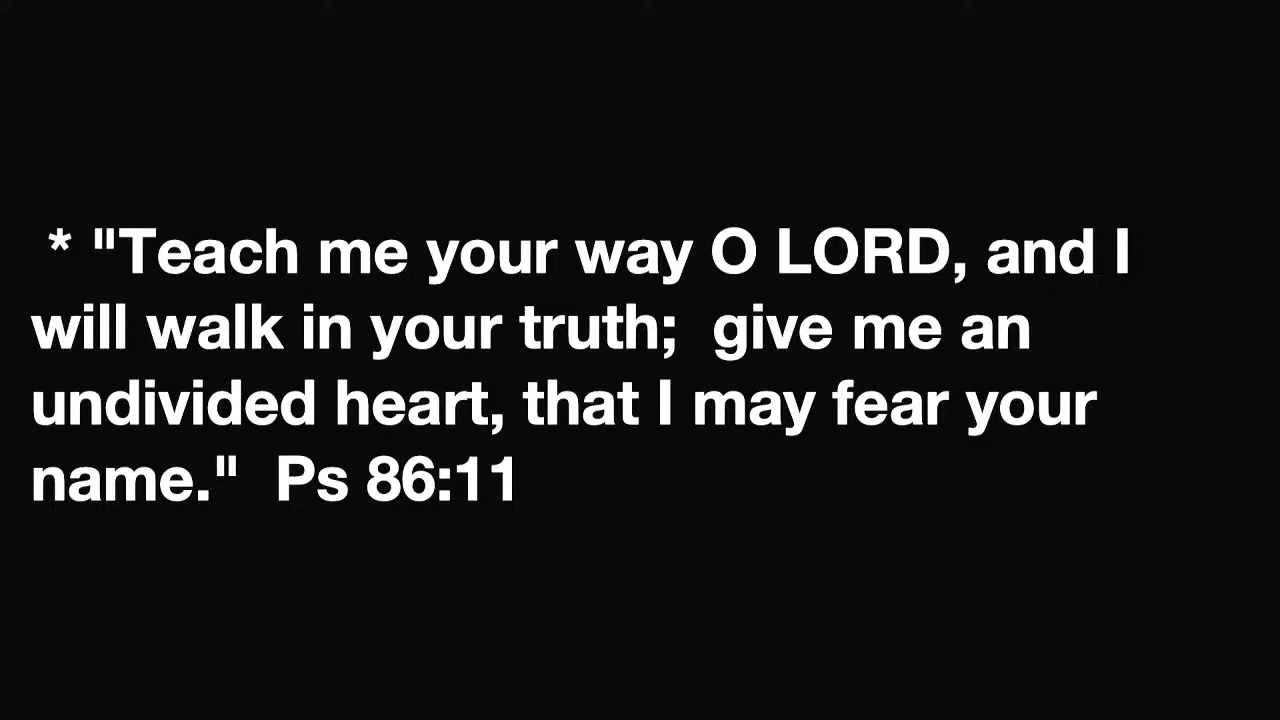 * "Teach me your way O LORD, and I
will walk in your truth;  give me an
undivided heart, that I may fear your
name."  Ps 86:11